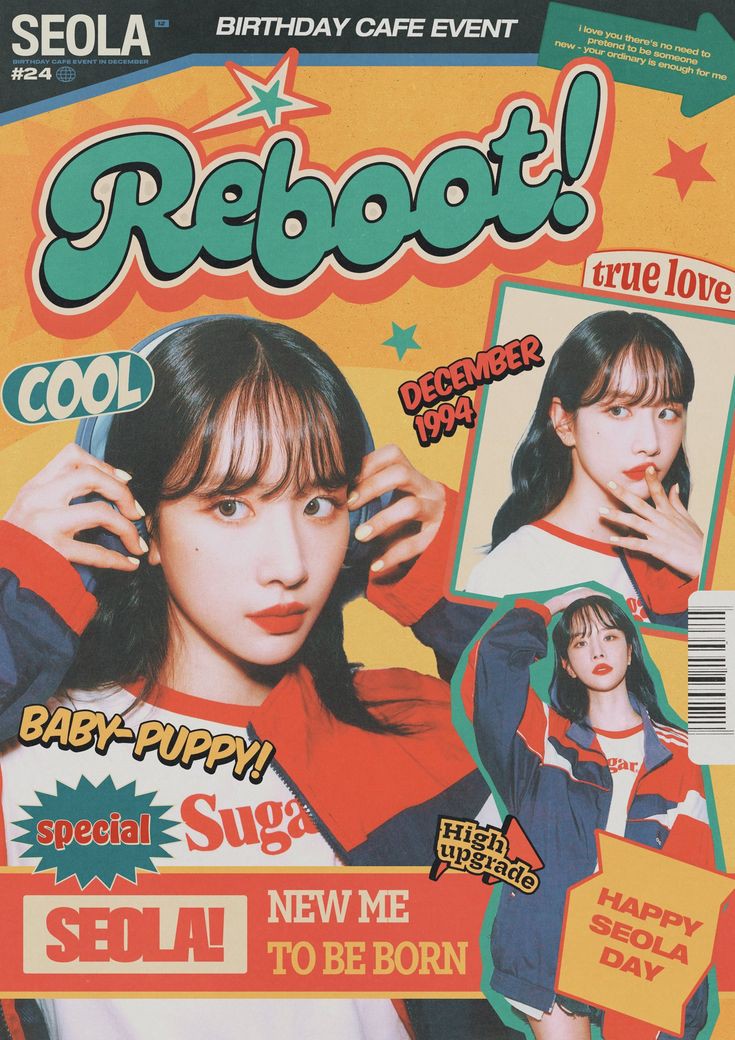 SEOLA
12
BIRTHDAY CAFE EVENT IN DECEMBER
#24
BIRTHDAY CAFE EVENT
i love you there's no need to
pretend to be someone
new - your ordinary is enough for me
Reboot!
true love
COOL
DECEMBER
1994
BABY-PUPPY!
special
Suga
gar.
High
upgrade
SEOLA!
NEW ME
TO BE BORN
HAPPY
SEOLA
DAY